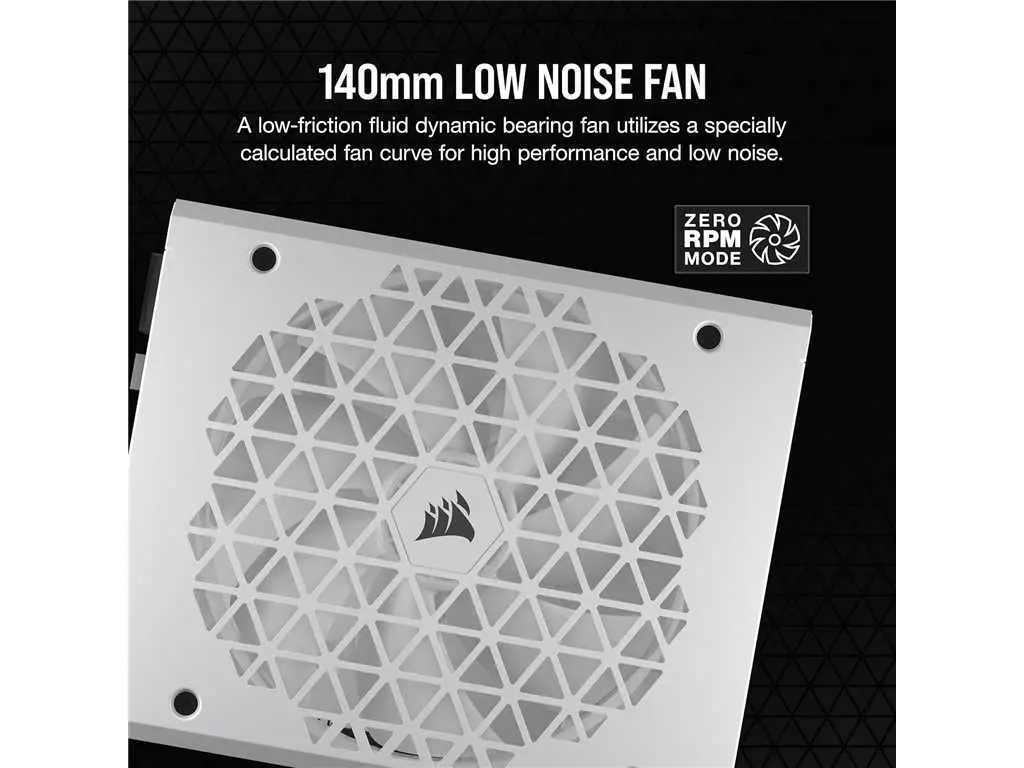 140mm LOW NOISE FAN
A low-friction fluid dynamic bearing fan utilizes a specially
calculated fan curve for high performance and low noise.
ZERO
RPM
MODE